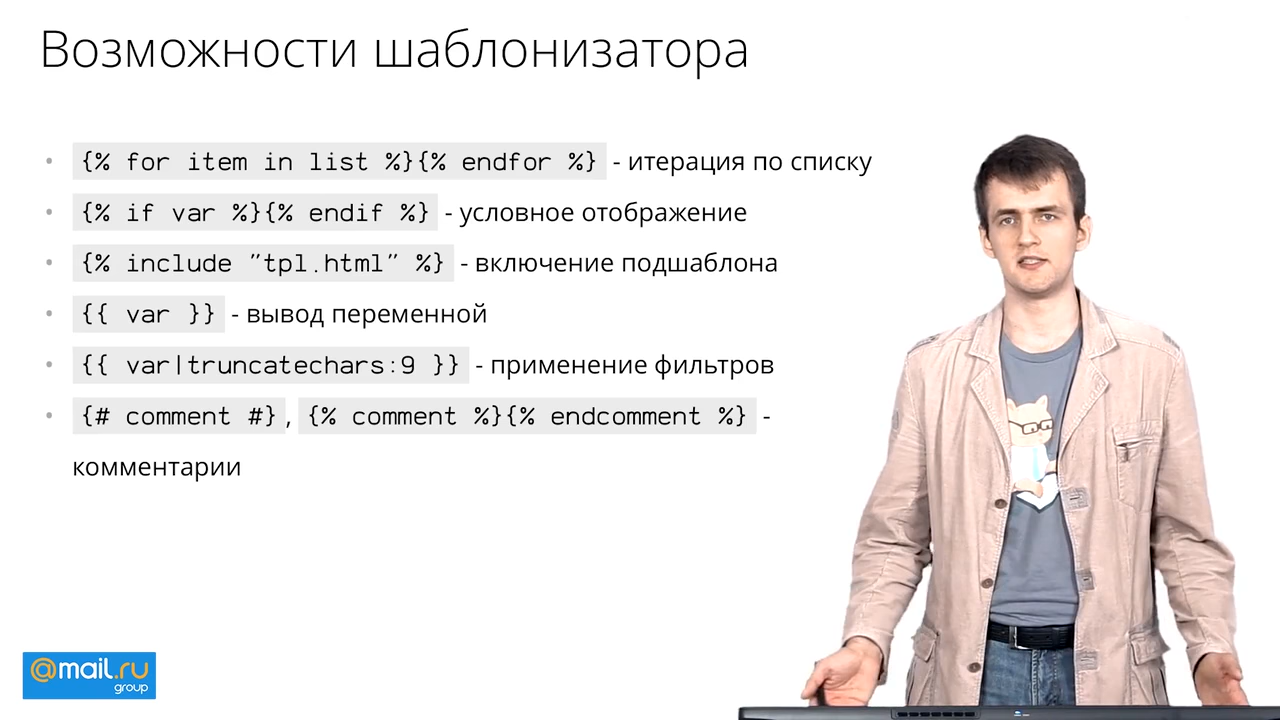 Возможности шаблонизатора
• {% for item in list %}{% endfor %} - итерация по списку
• {% if var %}{% endif %} - условное отображение
• {% include "tpl.html" %} - включение подшаблона
• {{ var }} - вывод переменной
• {{ var|truncatechars:9 }} - применение фильтров
• {# comment #}, {% comment %}{% endcomment %} -
комментарии
@mail.ru
group